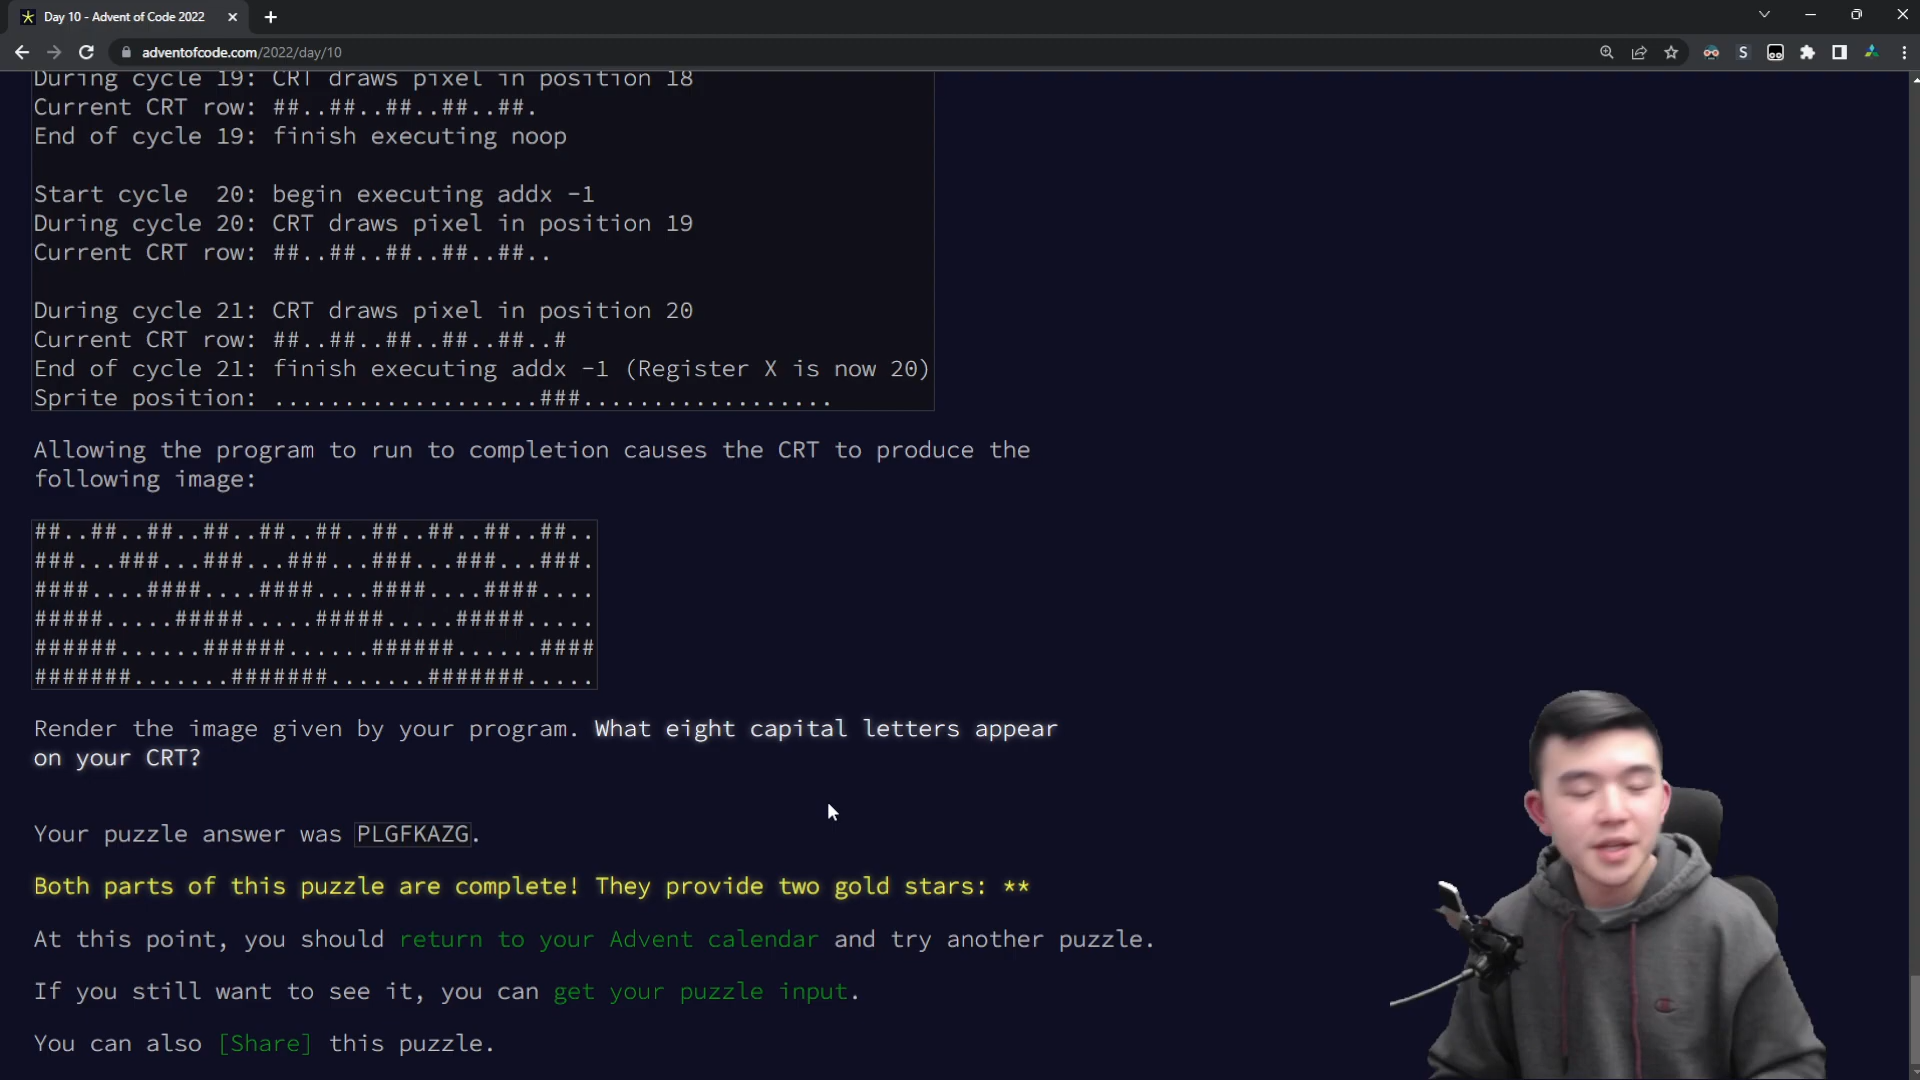 Day 10 - Advent of Code 2022
adventofcode.com/2022/day/10
During cycle 19: CRT draws pixel in position 18
Current CRT row: ##..##..##..##..##.
End of cycle 19: finish executing noop
Start cycle  20: begin executing addx -1
During cycle 20: CRT draws pixel in position 19
Current CRT row: ##..##..##..##..##..
During cycle 21: CRT draws pixel in position 20
Current CRT row: ##..##..##..##..##..#
End of cycle 21: finish executing addx -1 (Register X is now 20)
Sprite position: ...................###..................
Allowing the program to run to completion causes the CRT to produce the
following image:
##..##..##..##..##..##..##..##..##..##..
###...###...###...###...###...###...###.
####....####....####....####....####....
#####.....#####.....#####.....#####.....
######......######......######......####
#######.......#######.......#######.....
Render the image given by your program. What eight capital letters appear
on your CRT?
Your puzzle answer was PLGFKAZG.
Both parts of this puzzle are complete! They provide two gold stars: **
At this point, you should return to your Advent calendar and try another puzzle.
If you still want to see it, you can get your puzzle input.
You can also [Share] this puzzle.